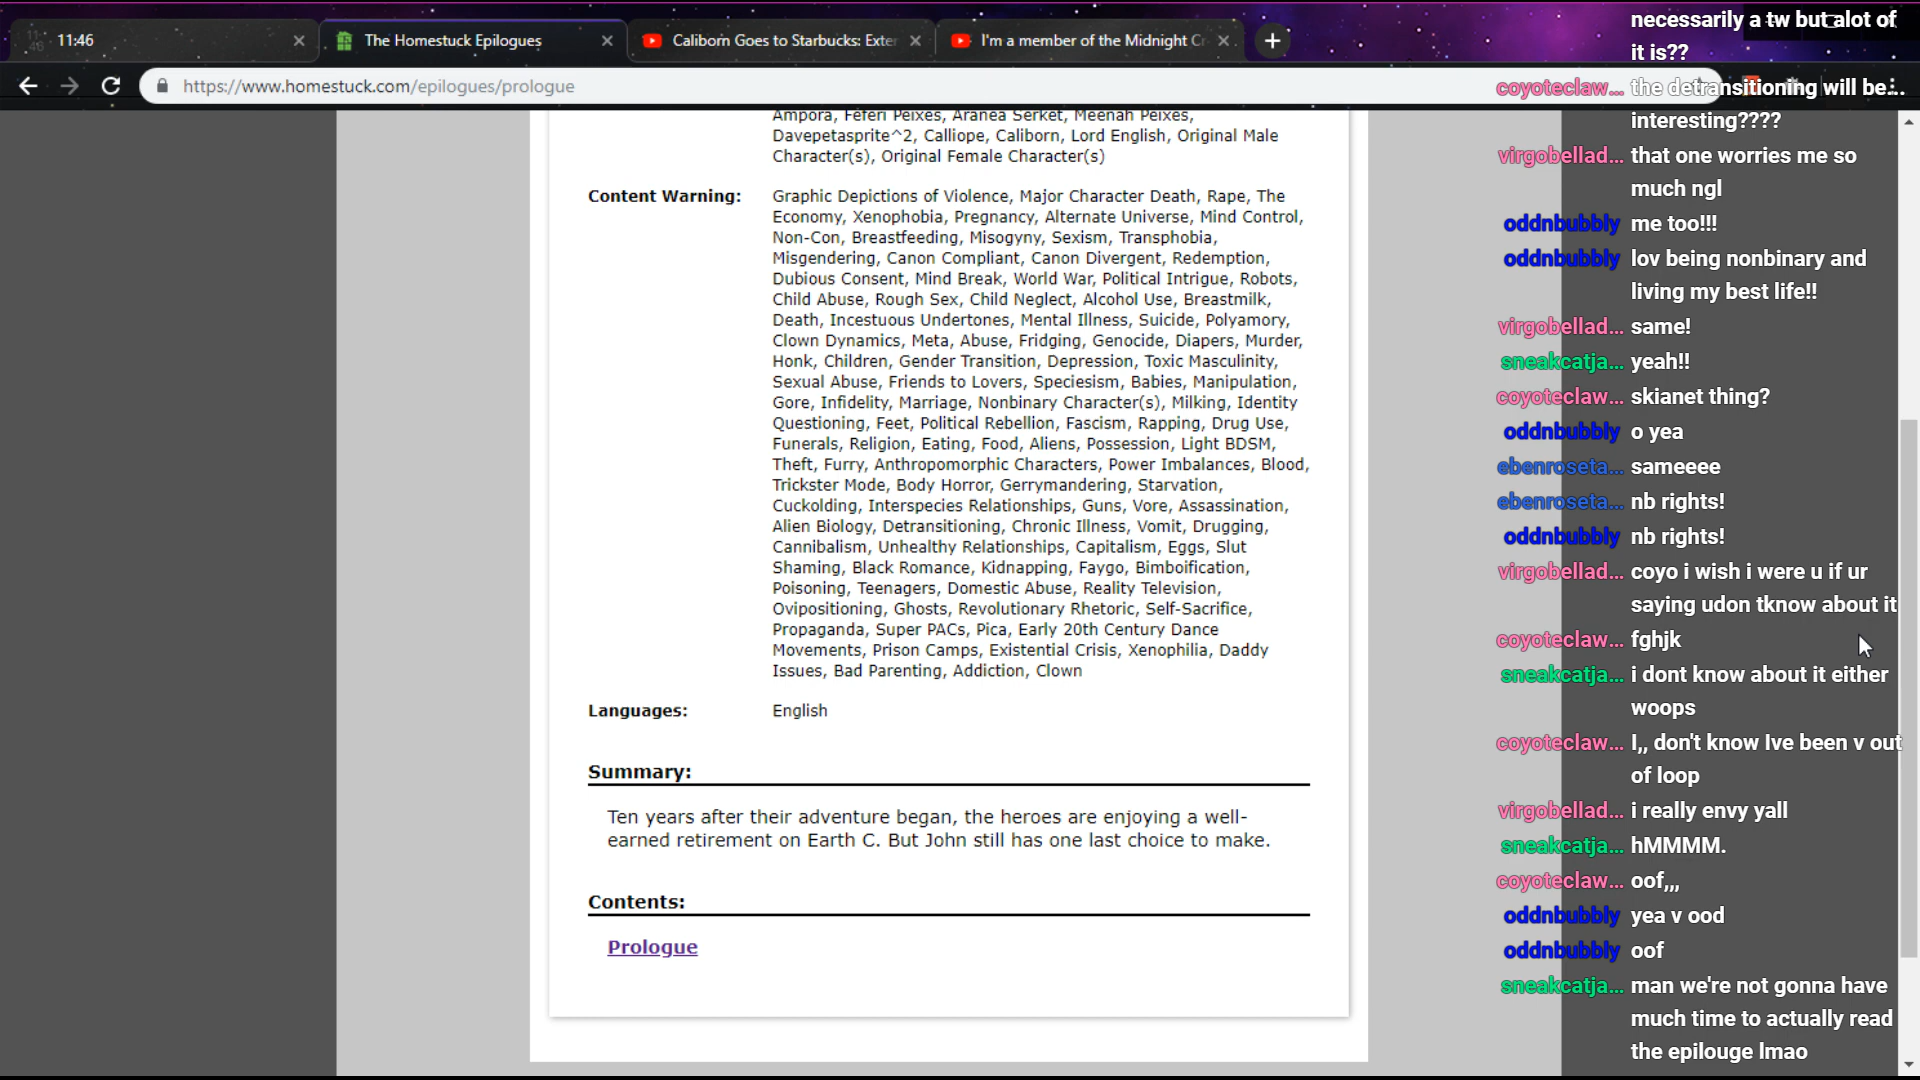 11:46
The Homestuck Epilogues
Caliborn Goes to Starbucks: Exter
I'm a member of the Midnight Cr
https://www.homestuck.com/epilogues/prologue
Ampora, Feferi Peixes, Aranea Serket, Meenah Peixes,
Davepetasprite^2, Calliope, Caliborn, Lord English, Original Male
Character(s), Original Female Character(s)
Content Warning:
Graphic Depictions of Violence, Major Character Death, Rape, The
Economy, Xenophobia, Pregnancy, Alternate Universe, Mind Control,
Non-Con, Breastfeeding, Misogyny, Sexism, Transphobia,
Misgendering, Canon Compliant, Canon Divergent, Redemption,
Dubious Consent, Mind Break, World War, Political Intrigue, Robots,
Child Abuse, Rough Sex, Child Neglect, Alcohol Use, Breastmilk,
Death, Incestuous Undertones, Mental Illness, Suicide, Polyamory,
Clown Dynamics, Meta, Abuse, Fridging, Genocide, Diapers, Murder,
Honk, Children, Gender Transition, Depression, Toxic Masculinity,
Sexual Abuse, Friends to Lovers, Speciesism, Babies, Manipulation,
Gore, Infidelity, Marriage, Nonbinary Character(s), Milking, Identity
Questioning, Feet, Political Rebellion, Fascism, Rapping, Drug Use,
Funerals, Religion, Eating, Food, Aliens, Possession, Light BDSM,
Theft, Furry, Anthropomorphic Characters, Power Imbalances, Blood,
Trickster Mode, Body Horror, Gerrymandering, Starvation,
Cuckolding, Interspecies Relationships, Guns, Vore, Assassination,
Alien Biology, Detransitioning, Chronic Illness, Vomit, Drugging,
Cannibalism, Unhealthy Relationships, Capitalism, Eggs, Slut
Shaming, Black Romance, Kidnapping, Faygo, Bimboification,
Poisoning, Teenagers, Domestic Abuse, Reality Television,
Ovipositioning, Ghosts, Revolutionary Rhetoric, Self-Sacrifice,
Propaganda, Super PACs, Pica, Early 20th Century Dance
Movements, Prison Camps, Existential Crisis, Xenophilia, Daddy
Issues, Bad Parenting, Addiction, Clown
Languages: English
Summary:
Ten years after their adventure began, the heroes are enjoying a well-
earned retirement on Earth C. But John still has one last choice to make.
Contents:
Prologue
necessarily a tw but alot of
it is??
coyoteclaw... the detransitioning will be...
interesting????
virgobellad... that one worries me so
much ngl
oddnbubbly me too!!!
oddnbubbly lov being nonbinary and
living my best life!!
virgobellad... same!
sneakcatja... yeah!!
coyoteclaw... skianet thing?
oddnbubbly o yea
ebenroseta... sameeee
ebenroseta... nb rights!
oddnbubbly nb rights!
virgobellad... coyo i wish i were u if ur
saying udon tknow about it
coyoteclaw... fghjk
sneakcatja... i dont know about it either
woops
coyoteclaw... I,, don't know Ive been v out
of loop
virgobellad... i really envy yall
sneakcatja... hMMMM.
coyoteclaw... oof,,,
oddnbubbly yea v ood
oddnbubbly oof
sneakcatja... man we're not gonna have
much time to actually read
the epilouge lmao